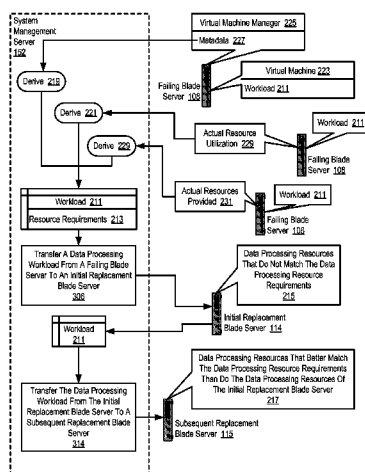 System
Management
Server
152
Virtual Machine Manager 225
Metadata 227
Virtual Machine 223
Workload 211
Failing Blade
Server 108
Derive 219
Derive 221
Derive 229
Actual Resource
Utilization 229
Workload 211
Failing Blade
Server 108
Actual Resources
Provided 231
Workload 211
Failing Blade
Server 108
Workload
211
Resource Requirements 213
Transfer A Data Processing
Workload From A Failing Blade
Server To An Initial Replacement
Blade Server
306
Data Processing Resources
That Do Not Match The Data
Processing Resource
Requirements
215
Initial Replacement
Blade Server 114
Workload
211
Transfer The Data Processing
Workload From The Initial
Replacement Blade Server To A
Subsequent Replacement Blade
Server
314
Data Processing Resources That Better Match
The Data Processing Resource Requirements
Than Do The Data Processing Resources Of
The Initial Replacement Blade Server
217
Subsequent Replacement
Blade Server 115